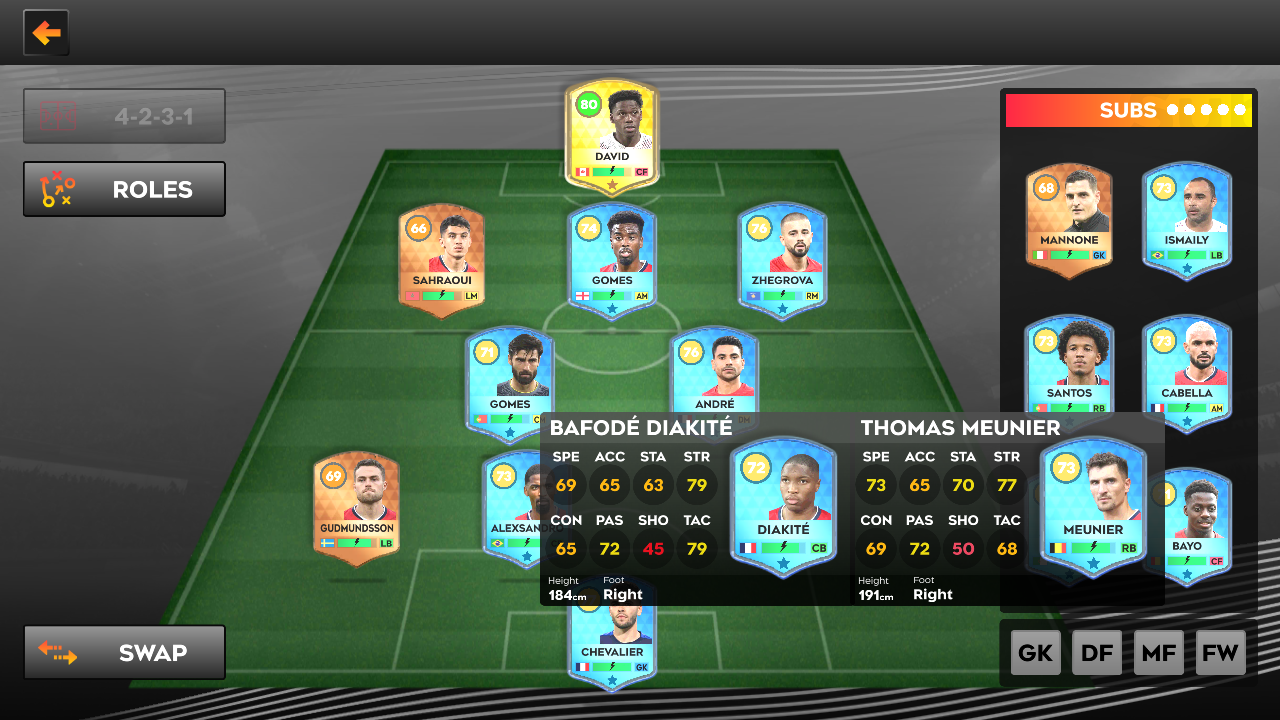 4-2-3-1
ROLES
80
DAVID
CF
66
SAHRAOUI
LM
74
GOMES
AM
76
ZHEGROVA
RM
71
GOMES
76
ANDRÉ
DM
69
GUDMUNDSSON
LB
73
CHEVALIER
GK
SWAP
SUBS
68
MANNONE
GK
73
ISMAILY
LB
73
SANTOS
RB
73
CABELLA
AM
BAYO
CF
BAFODÉ DIAKITÉ
SPE ACC STA STR
69 65 63 79
CON PAS SHO TAC
65 72 45 79
Height Foot
184cm Right
72
DIAKITÉ
CB
THOMAS MEUNIER
SPE ACC STA STR
73 65 70 77
CON PAS SHO TAC
69 72 50 68
Height Foot
191cm Right
73
MEUNIER
RB
GK DF MF FW